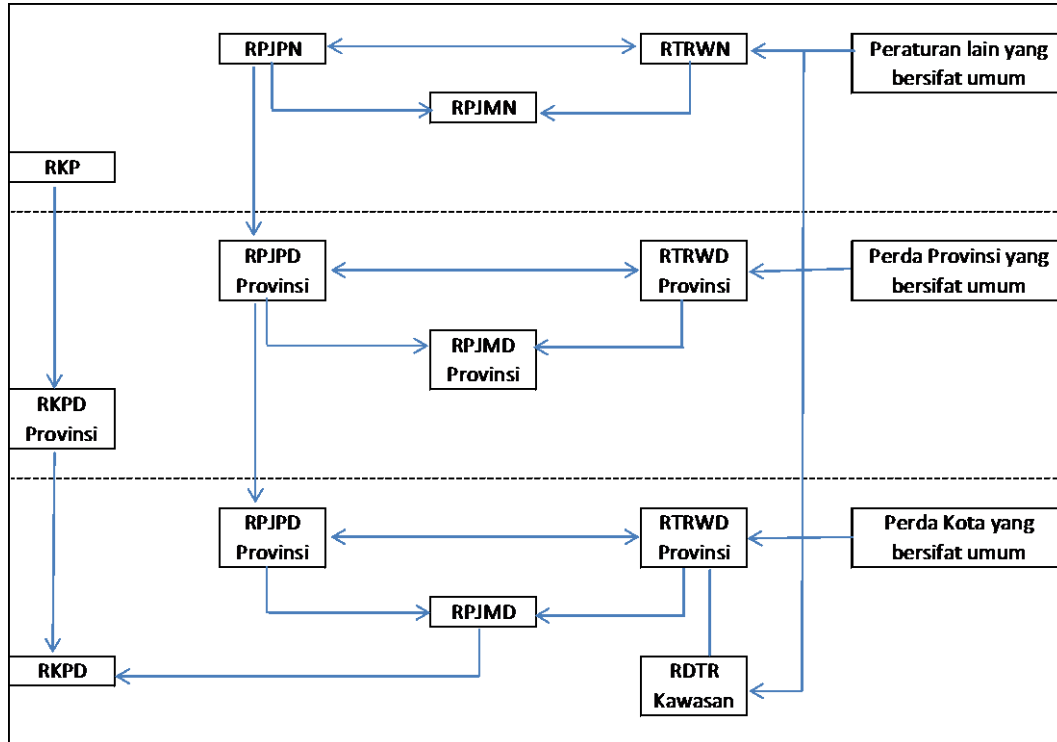 RPJPN
RTRWN
Peraturan lain yang
bersifat umum
RPJMN
RKP
RPJPD
Provinsi
RTRWD
Provinsi
Perda Provinsi yang
bersifat umum
RPJMD
Provinsi
RKPD
Provinsi
RPJPD
Provinsi
RTRWD
Provinsi
Perda Kota yang
bersifat umum
RPJMD
RKPD
RDTR
Kawasan